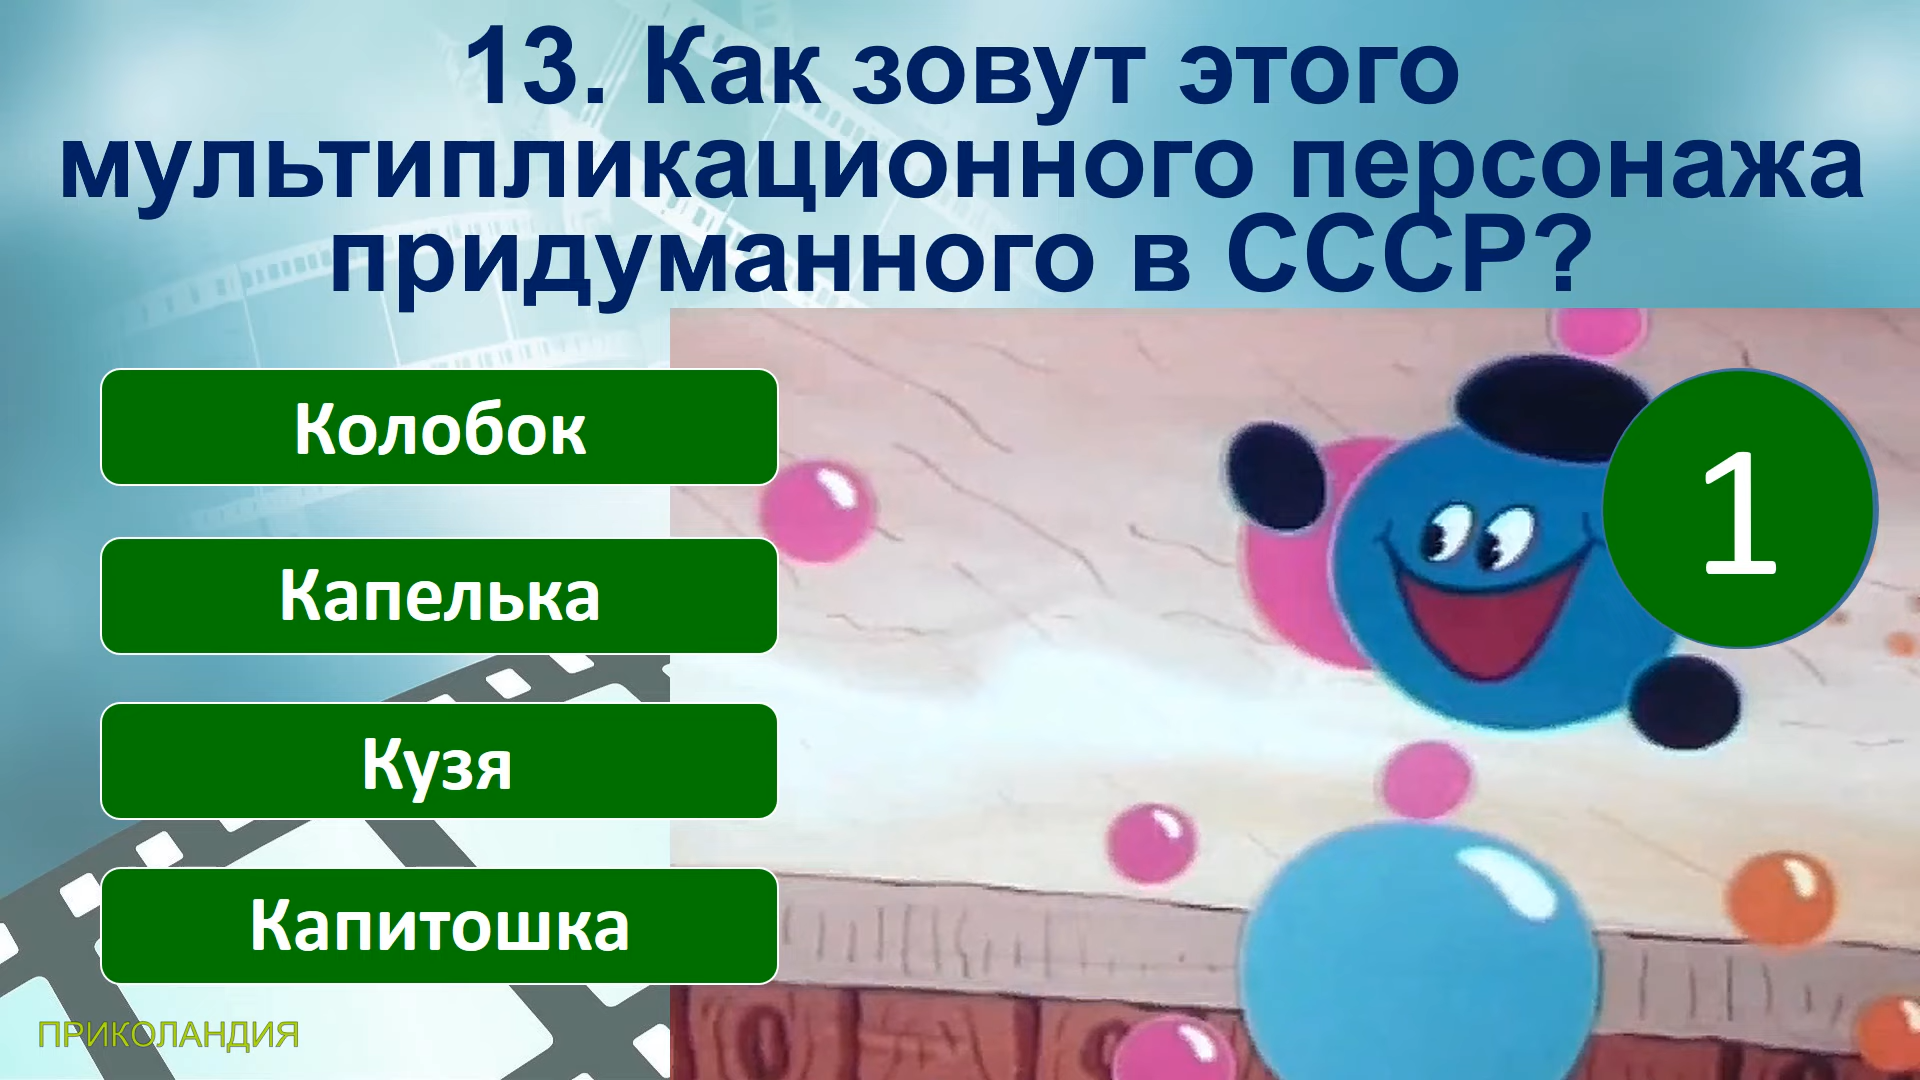 13. Как зовут этого
мультипликационного персонажа
придуманного в СССР?
Колобок
Капелька
Кузя
Капитошка
1
ПРИКОЛАНДИЯ